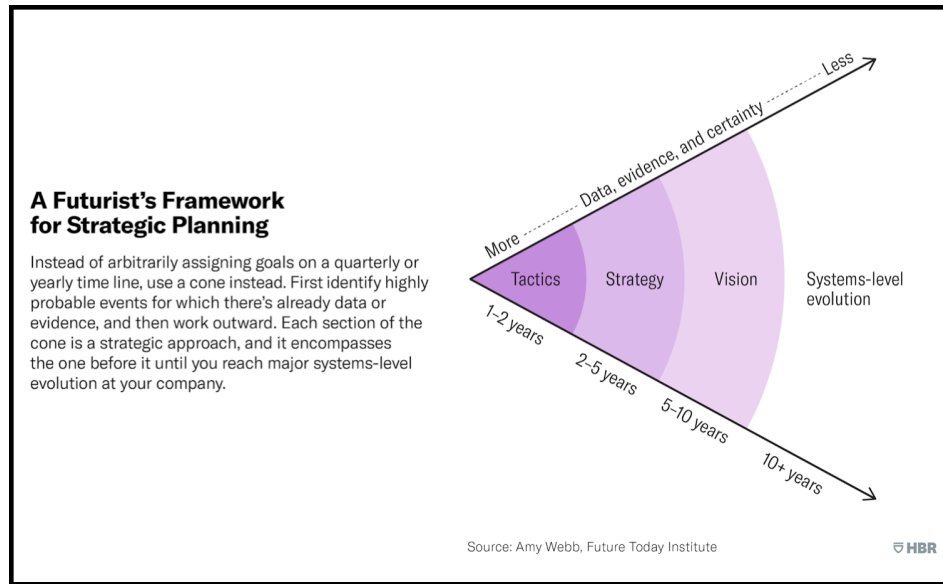 A Futurist’s Framework
for Strategic Planning
Instead of arbitrarily assigning goals on a quarterly or
yearly time line, use a cone instead. First identify highly
probable events for which there’s already data or
evidence, and then work outward. Each section of the
cone is a strategic approach, and it encompasses
the one before it until you reach major systems-level
evolution at your company.
More
Data, evidence, and certainty
Less
Tactics
Strategy
Vision
Systems-level
evolution
1–2 years
2–5 years
5–10 years
10+ years
Source: Amy Webb, Future Today Institute
HBR